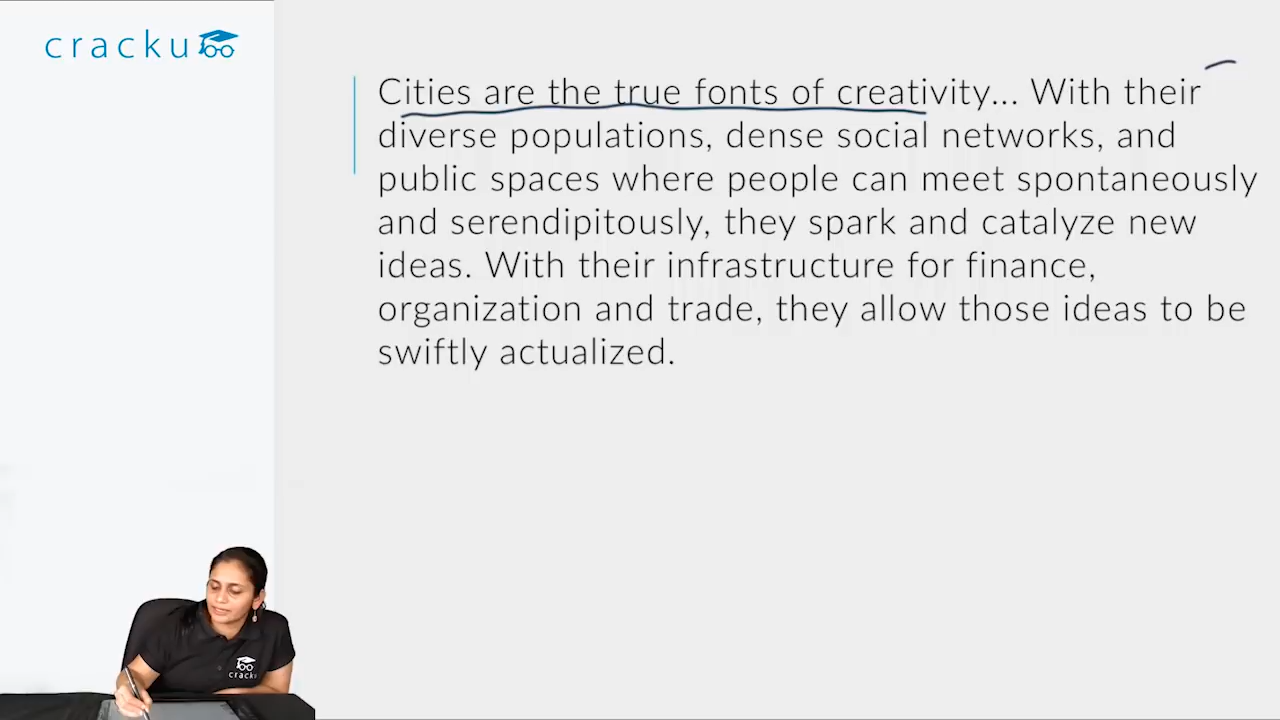 cracku
Cities are the true fonts of creativity... With their
diverse populations, dense social networks, and
public spaces where people can meet spontaneously
and serendipitously, they spark and catalyze new
ideas. With their infrastructure for finance,
organization and trade, they allow those ideas to be
swiftly actualized.
cracku